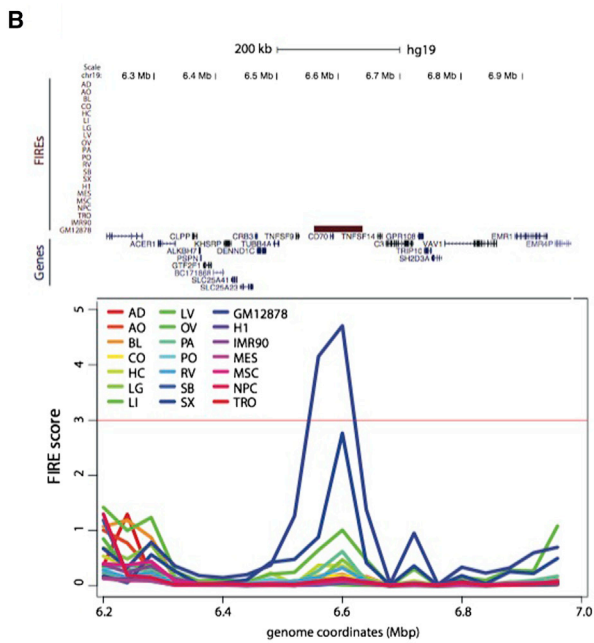 B
200 kb hg19
Scale
chr19: 6.3 Mb 6.4 Mb 6.5 Mb 6.6 Mb 6.7 Mb 6.8 Mb 6.9 Mb
FIREs
AD
AO
BL
CO
HC
LI
LG
LV
OV
PA
PO
RV
SB
SX
H1
MES
MSC
NPC
TRO
IMR90
GM12878
Genes
ACER1 CLPP KHSRP CRB3 TUBB4A TNFSF9 CD70 TNFSF14 C3 GPR108 VAV1 EMR1 EMR4P
ALKBH7 DENND1C TRIP10
PSPN SH2D3A
GTF2F1
BC171868
SLC25A41
SLC25A23
AD LV GM12878
AO OV H1
BL PA IMR90
CO PO MES
HC RV MSC
LG SB NPC
LI SX TRO
FIRE score
5
4
3
2
1
0
6.2 6.4 6.6 6.8 7.0
genome coordinates (Mbp)